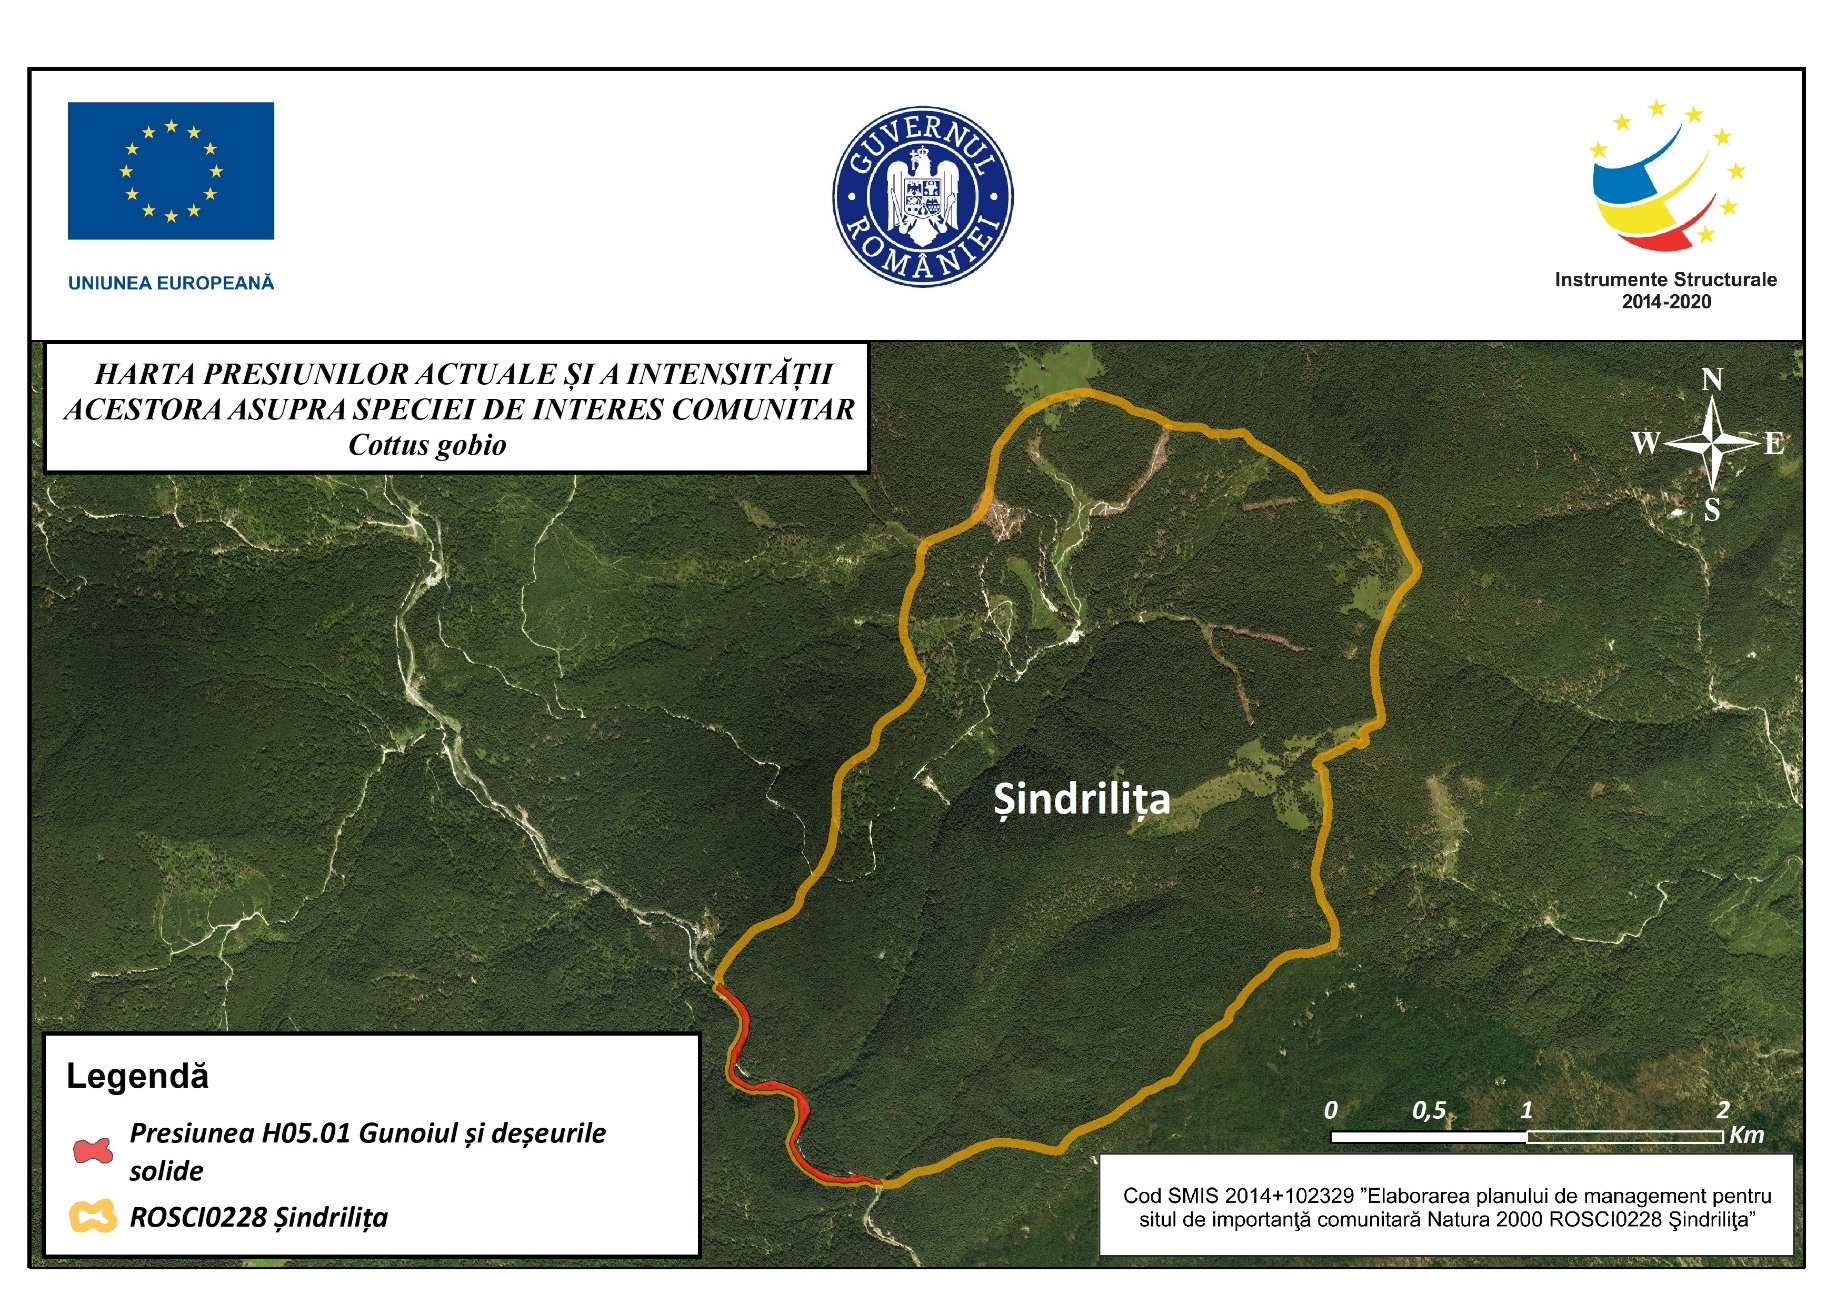 UNIUNEA EUROPEANĂ
GUVERNUL ROMÂNIEI
Instrumente Structurale
2014-2020
HARTA PRESIUNILOR ACTUALE ȘI A INTENSITĂȚII
ACESTORA ASUPRA SPECIEI DE INTERES COMUNITAR
Cottus gobio
N
W E
S
Șindrilița
Legendă
Presiunea H05.01 Gunoiul și deșeurile
solide
ROSCI0228 Șindrilița
0 0,5 1 2
Km
Cod SMIS 2014+102329 ”Elaborarea planului de management pentru
situl de importanţă comunitară Natura 2000 ROSCI0228 Şindriliţa”